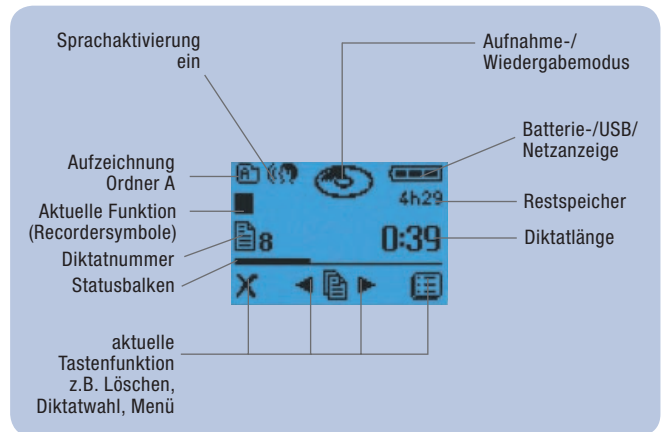 Sprachaktivierung
ein
Aufnahme-/
Wiedergabemodus
Batterie-/USB/
Netzanzeige
Aufzeichnung
Ordner A
A
4h29
Restspeicher
Aktuelle Funktion
(Recordersymbole)
8
0:39
Diktatlänge
Diktatnummer
Statusbalken
aktuelle
Tastenfunktion
z.B. Löschen,
Diktatwahl, Menü